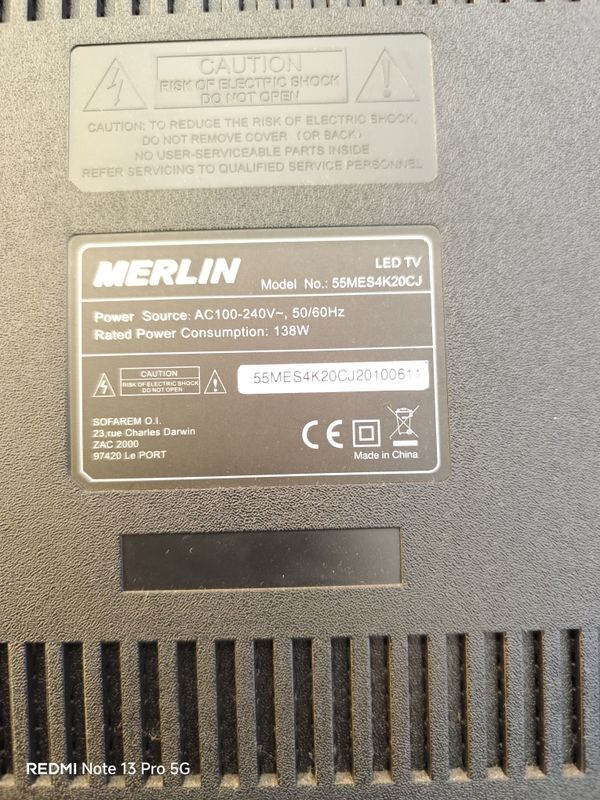 CAUTION
RISK OF ELECTRIC SHOCK
DO NOT OPEN
CAUTION: TO REDUCE THE RISK OF ELECTRIC SHOCK,
DO NOT REMOVE COVER (OR BACK)
NO USER-SERVICEABLE PARTS INSIDE
REFER SERVICING TO QUALIFIED SERVICE PERSONNEL
MERLIN
LED TV
Model No.: 55MES4K20CJ
Power Source: AC100-240V~, 50/60Hz
Rated Power Consumption: 138W
CAUTION
RISK OF ELECTRIC SHOCK
DO NOT OPEN
55MES4K20CJ20100611
SOFAREM O.I.
23,rue Charles Darwin
ZAC 2000
97420 Le PORT
CE
Made in China
REDMI Note 13 Pro 5G